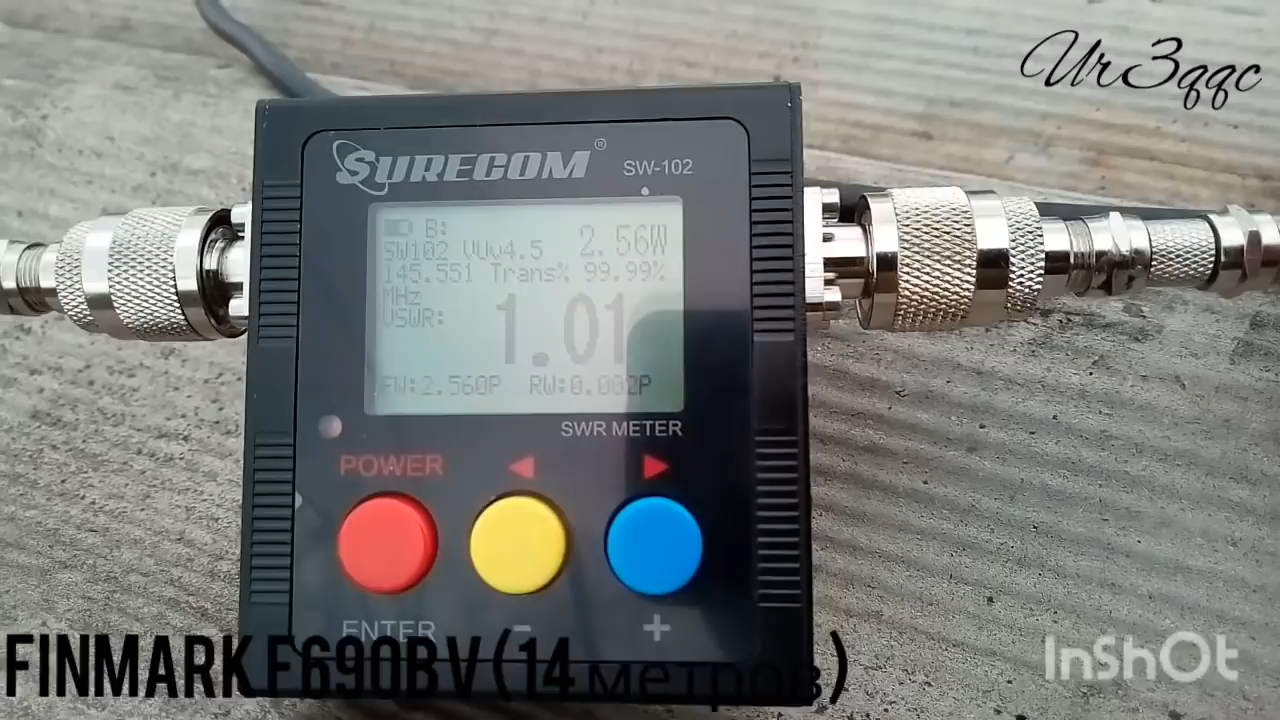 Ur3qqc
SURECOM®
SW-102
B:
SW102 VUv4.5 2.56W
145.551 Trans% 99.99%
MHz
VSWR: 1.01
FW:2.560P RW:0.002P
SWR METER
POWER
ENTER - +
FINMARK F690BV (14 метров)
InShOt